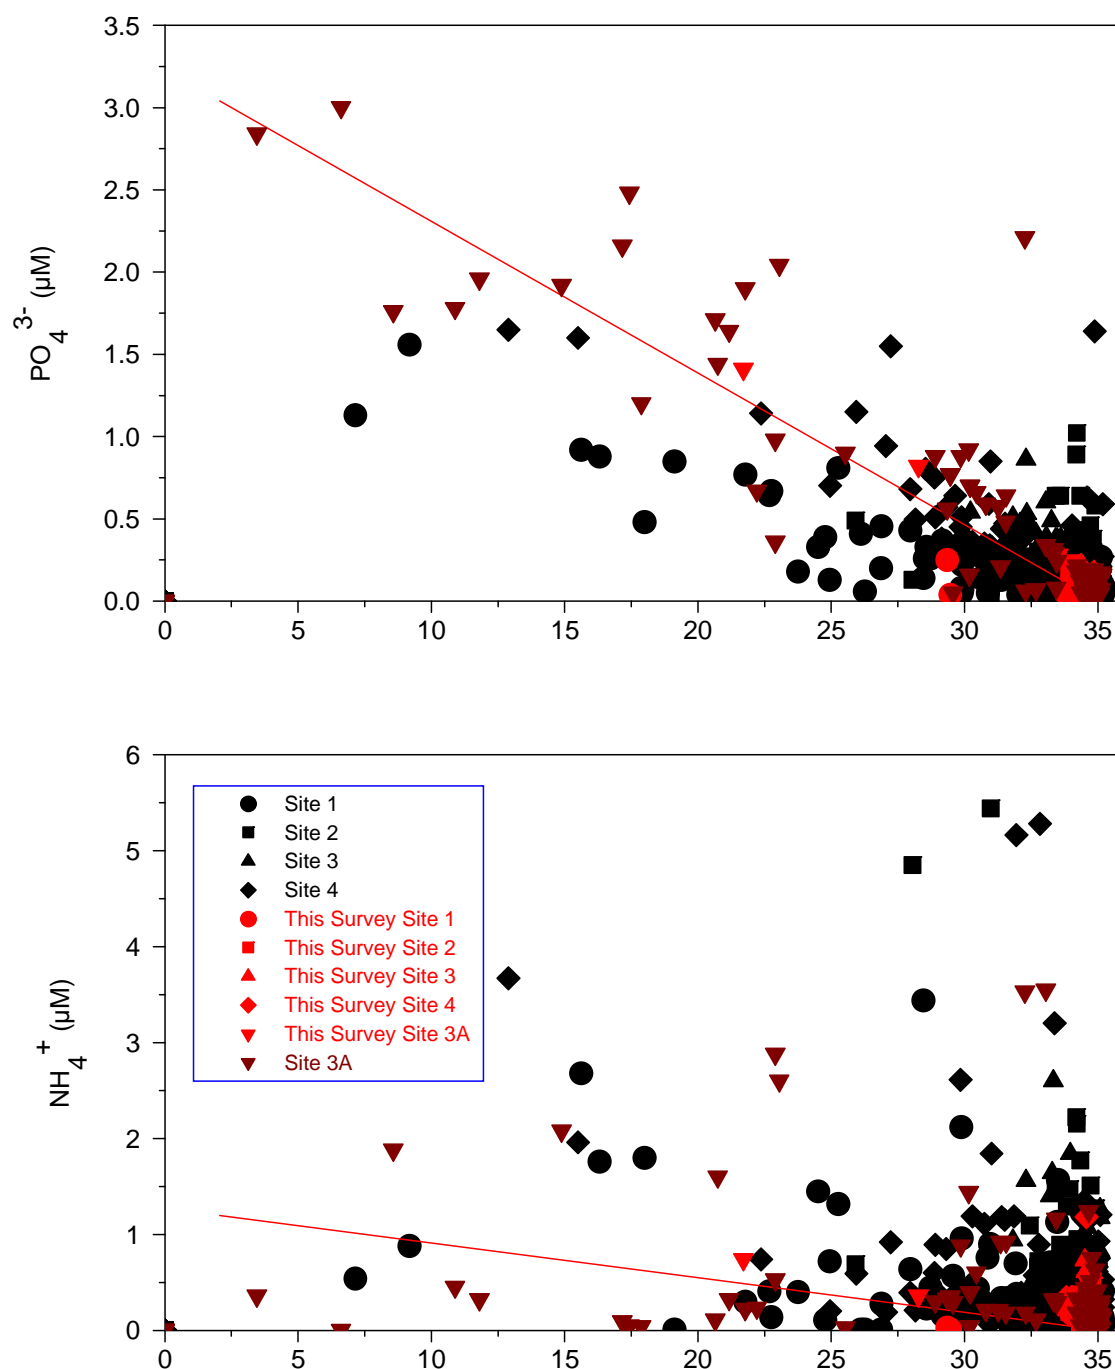 3.5
3.0
2.5
2.0
1.5
1.0
0.5
0.0
PO₄³⁻ (µM)
0 5 10 15 20 25 30 35
6
5
4
3
2
1
0
NH₄⁺ (µM)
Site 1
Site 2
Site 3
Site 4
This Survey Site 1
This Survey Site 2
This Survey Site 3
This Survey Site 4
This Survey Site 3A
Site 3A
0 5 10 15 20 25 30 35